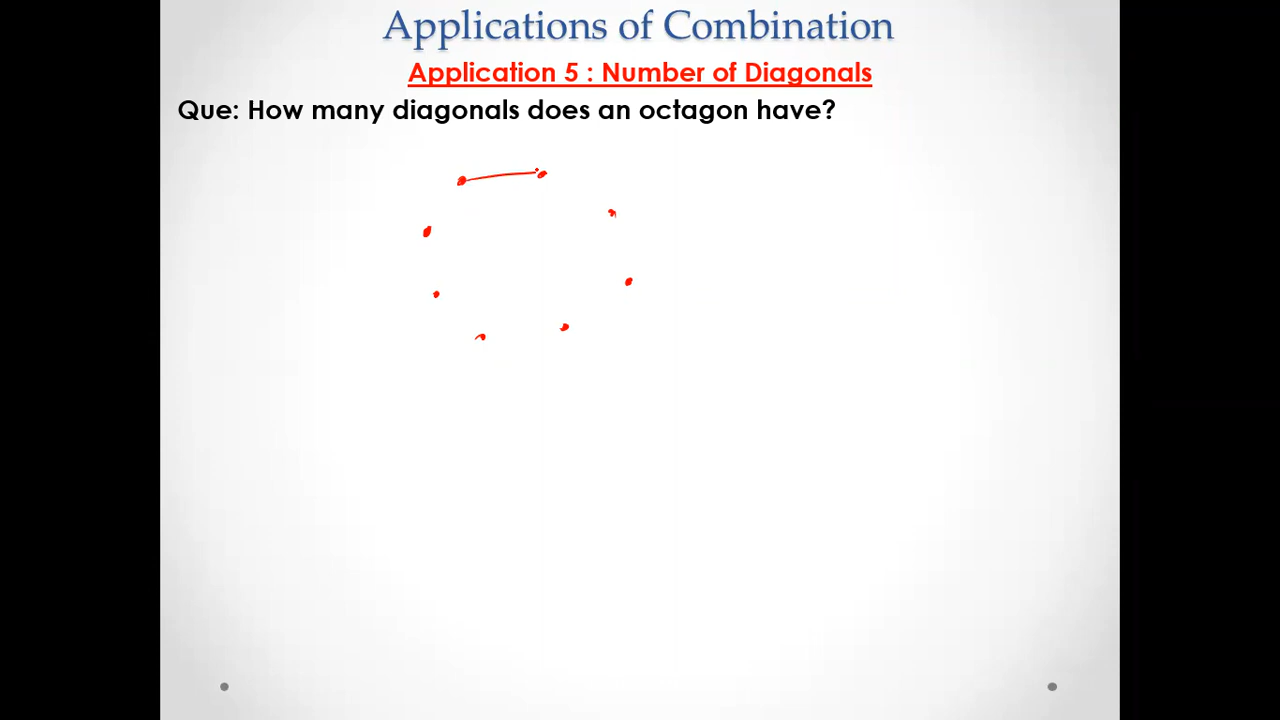 Applications of Combination
Application 5 : Number of Diagonals
Que: How many diagonals does an octagon have?